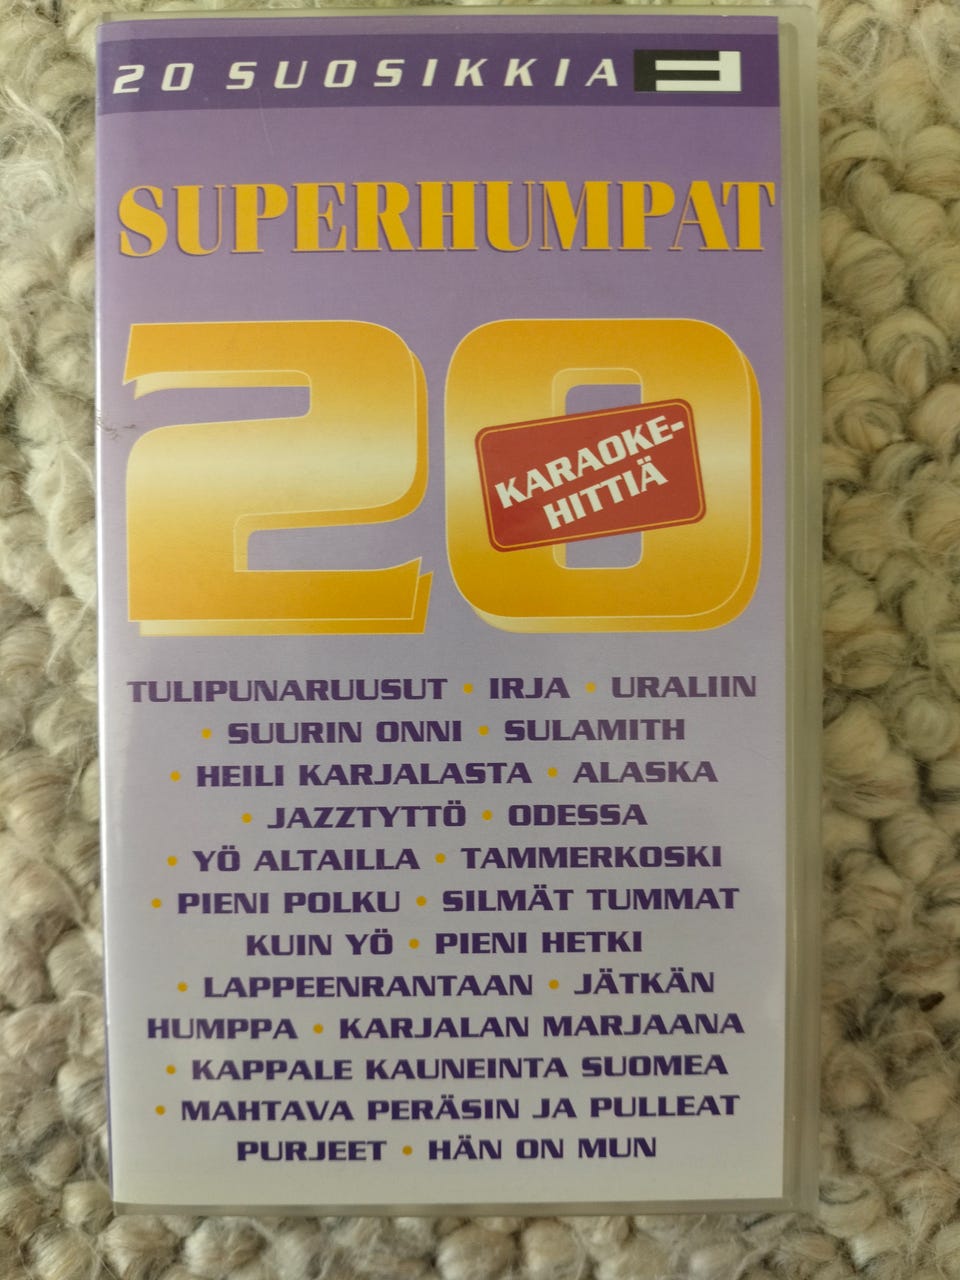 20 SUOSIKKIA
SUPERHUMPAT
20
KARAOKE-
HITTIÄ
TULIPUNARUUSUT • IRJA • URALIIN
• SUURIN ONNI • SULAMITH
• HEILI KARJALASTA • ALASKA
• JAZZTYTTÖ • ODESSA
• YÖ ALTAILLA • TAMMERKOSKI
• PIENI POLKU • SILMÄT TUMMAT
KUIN YÖ • PIENI HETKI
• LAPPEENRANTAAN • JÄTKÄN
HUMPPA • KARJALAN MARJAANA
• KAPPALE KAUNEINTA SUOMEA
• MAHTAVA PERÄSIN JA PULLEAT
PURJEET • HÄN ON MUN